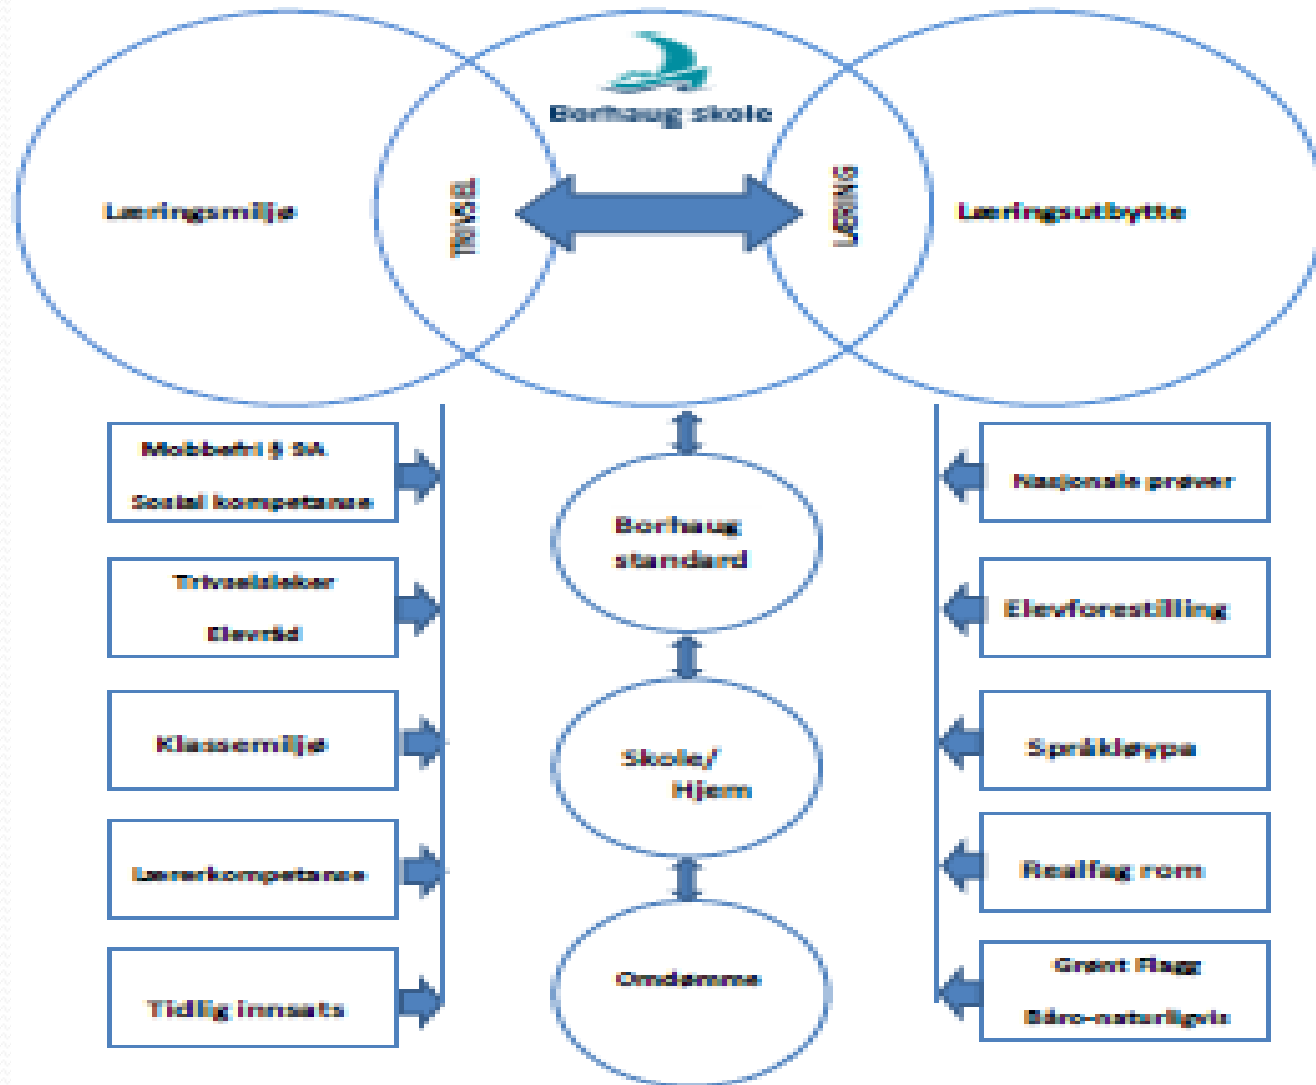 Borhaug skole
Læringsmiljø
TRIVSEL
LÆRING
Læringsutbytte
Mobbefri § 9A
Sosial kompetanse
Trivselsleker
Elevråd
Klassemiljø
Lærerkompetanse
Tidlig innsats
Borhaug
standard
Skole/
Hjem
Omdømme
Nasjonale prøver
Elevforestilling
Språkløypa
Realfag rom
Grønt Flagg
Båro-naturligvis